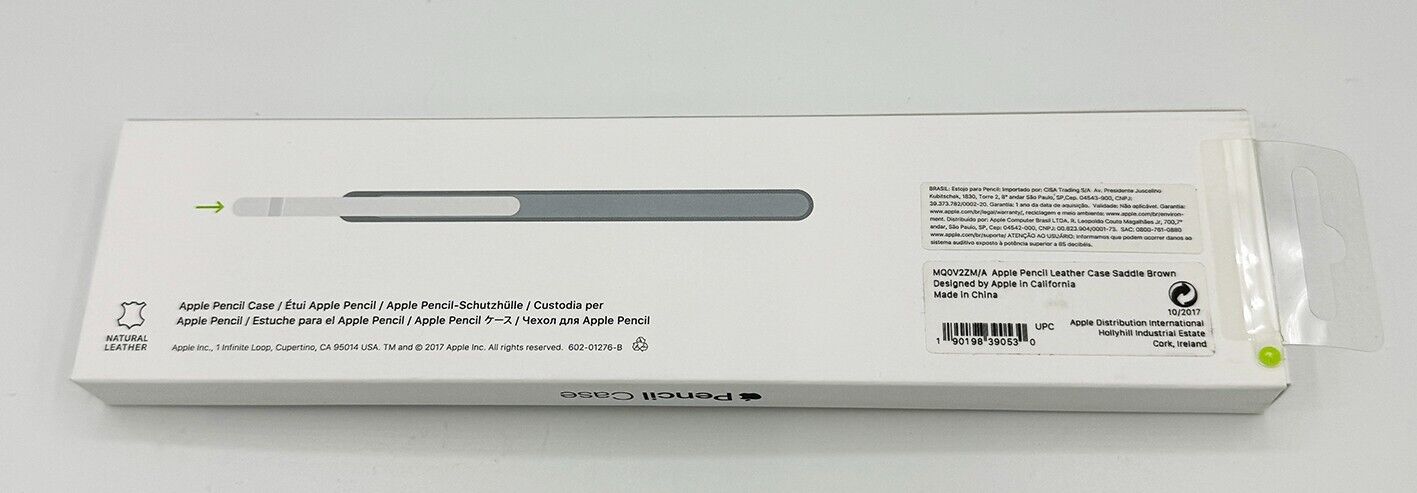 BRASIL: Estojo para Pencil: Importado por: CISA Trading S/A Av. Presidente Juscelino
Kubitschek, 1830, Torre 2, 8° andar São Paulo, SP,Cep. 04543-900, CNPJ:
39.373.782/0002-20. Garantia: 1 ano da data de aquisição. Validade: Não aplicável. Garantia:
www.apple.com/br/legal/warranty/, reciclagem e meio ambiente: www.apple.com/br/environ-
ment. Distribuido por: Apple Computer Brasil LTDA, R. Leopoldo Couto Magalhães Jr, 700,7°
andar, São Paulo, SP, Cep: 04542-000, CNPJ: 00.623.904/0001-73. SAC: 0800-761-0880
www.apple.com/br/suporte/ ATENÇÃO AO USUÁRIO: Informamos que podem ocorrer danos ao
sistema auditivo exposto à potência superior a 85 decibéis.
MQ0V2ZM/A Apple Pencil Leather Case Saddle Brown
Designed by Apple in California
Made in China
10/2017
UPC
1 90198 39053 0
Apple Distribution International
Hollyhill Industrial Estate
Cork, Ireland
NATURAL
LEATHER
Apple Pencil Case / Étui Apple Pencil / Apple Pencil-Schutzhülle / Custodia per
Apple Pencil / Estuche para el Apple Pencil / Apple Pencil ケース / Чехол для Apple Pencil
Apple Inc., 1 Infinite Loop, Cupertino, CA 95014 USA. TM and © 2017 Apple Inc. All rights reserved. 602-01276-B
Pencil Case